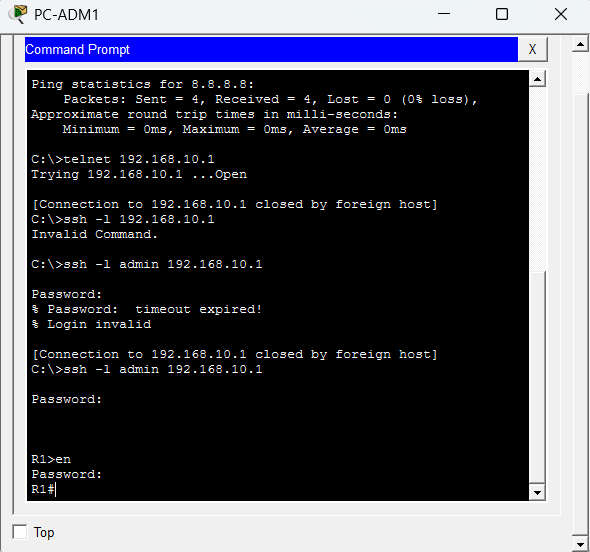 PC-ADM1
Command Prompt
X
Ping statistics for 8.8.8.8:
Packets: Sent = 4, Received = 4, Lost = 0 (0% loss),
Approximate round trip times in milli-seconds:
Minimum = 0ms, Maximum = 0ms, Average = 0ms
C:\>telnet 192.168.10.1
Trying 192.168.10.1 ...Open
[Connection to 192.168.10.1 closed by foreign host]
C:\>ssh -l 192.168.10.1
Invalid Command.
C:\>ssh -l admin 192.168.10.1
Password:
% Password:  timeout expired!
% Login invalid
[Connection to 192.168.10.1 closed by foreign host]
C:\>ssh -l admin 192.168.10.1
Password:
R1>en
Password:
R1#
Top